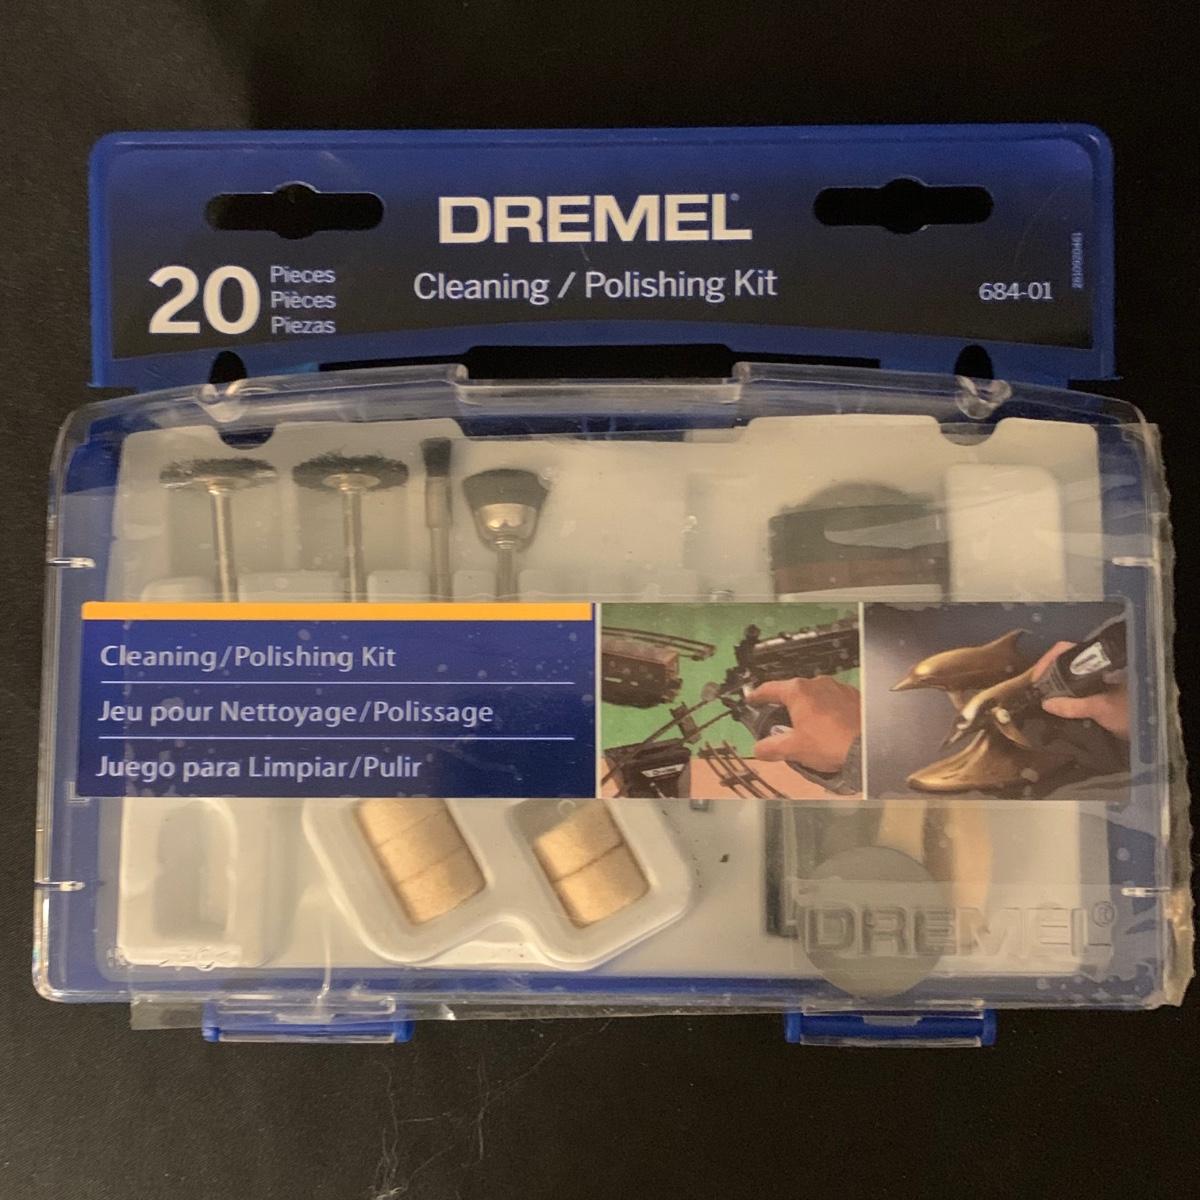 DREMEL®
20
Pieces
Pièces
Piezas
Cleaning / Polishing Kit
684-01
2610920461
Cleaning/Polishing Kit
Jeu pour Nettoyage/Polissage
Juego para Limpiar/Pulir
DREMEL®